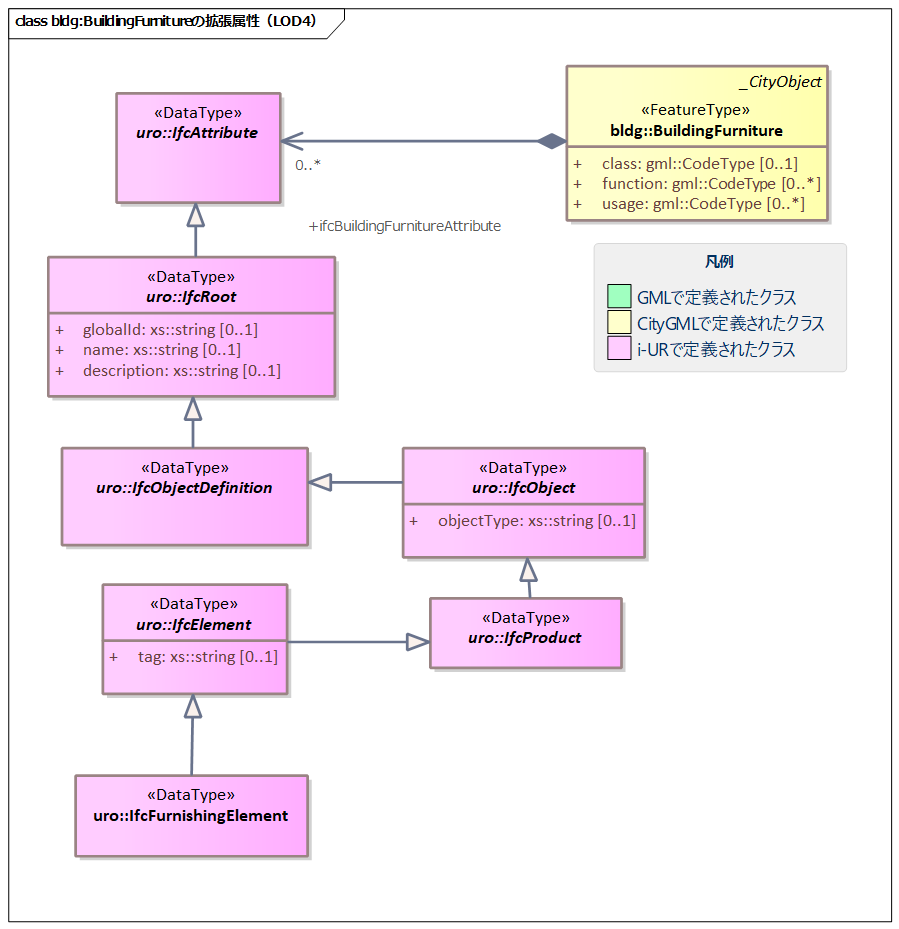 class bldg:BuildingFurnitureの拡張属性（LOD4）
«DataType»
uro::IfcAttribute
_CityObject
«FeatureType»
bldg::BuildingFurniture
+ class: gml::CodeType [0..1]
+ function: gml::CodeType [0..*]
+ usage: gml::CodeType [0..*]
0..*
+ifcBuildingFurnitureAttribute
凡例
GMLで定義されたクラス
CityGMLで定義されたクラス
i-URで定義されたクラス
«DataType»
uro::IfcRoot
+ globalId: xs::string [0..1]
+ name: xs::string [0..1]
+ description: xs::string [0..1]
«DataType»
uro::IfcObjectDefinition
«DataType»
uro::IfcObject
+ objectType: xs::string [0..1]
«DataType»
uro::IfcElement
+ tag: xs::string [0..1]
«DataType»
uro::IfcProduct
«DataType»
uro::IfcFurnishingElement